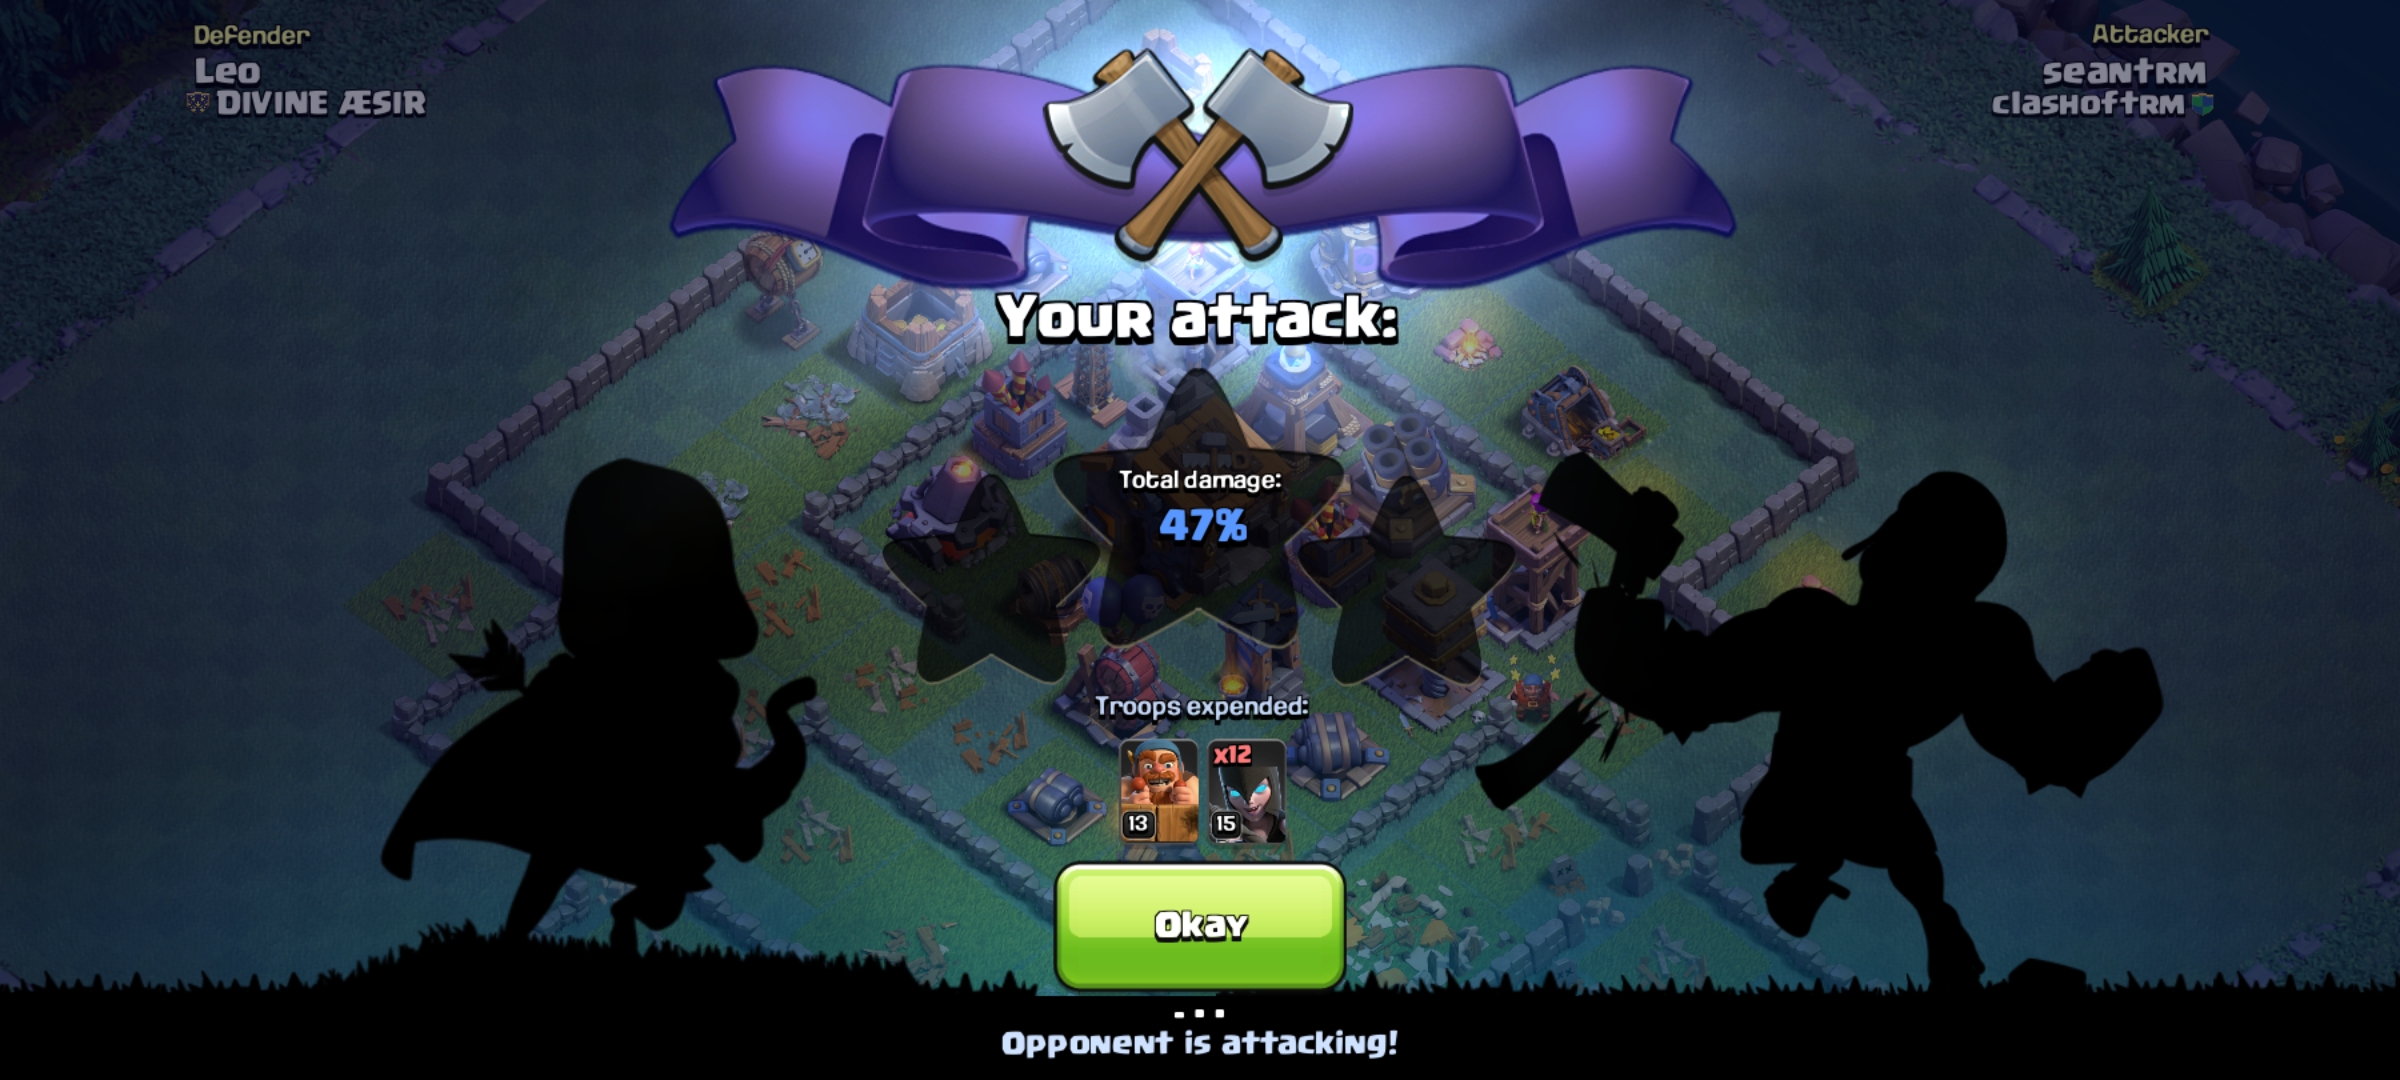 Defender
Leo
DIVINE ÆSIR
Attacker
seantrm
clashoftrm
Your attack:
Total damage:
47%
Troops expended:
x12
13
15
Okay
...
Opponent is attacking!